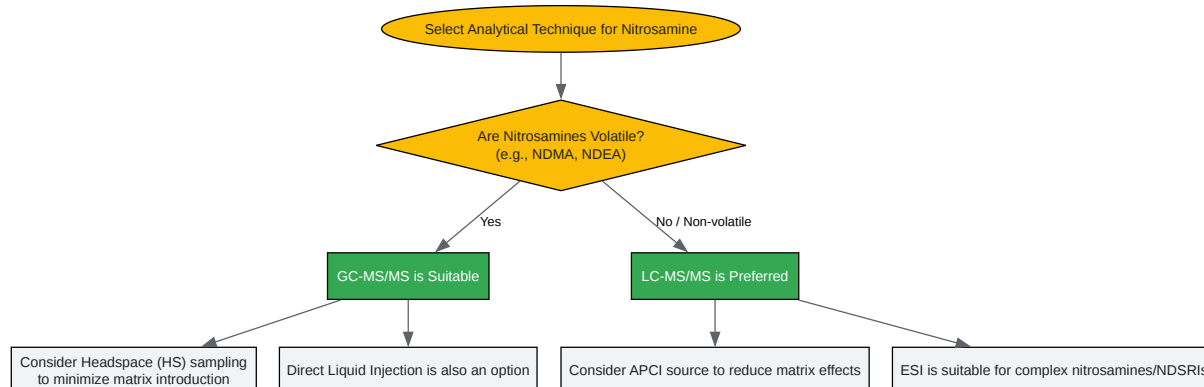 Select Analytical Technique for Nitrosamine
Are Nitrosamines Volatile?
(e.g., NDMA, NDEA)
Yes
No / Non-volatile
GC-MS/MS is Suitable
LC-MS/MS is Preferred
Consider Headspace (HS) sampling
to minimize matrix introduction
Direct Liquid Injection is also an option
Consider APCI source to reduce matrix effects
ESI is suitable for complex nitrosamines/NDSRIs